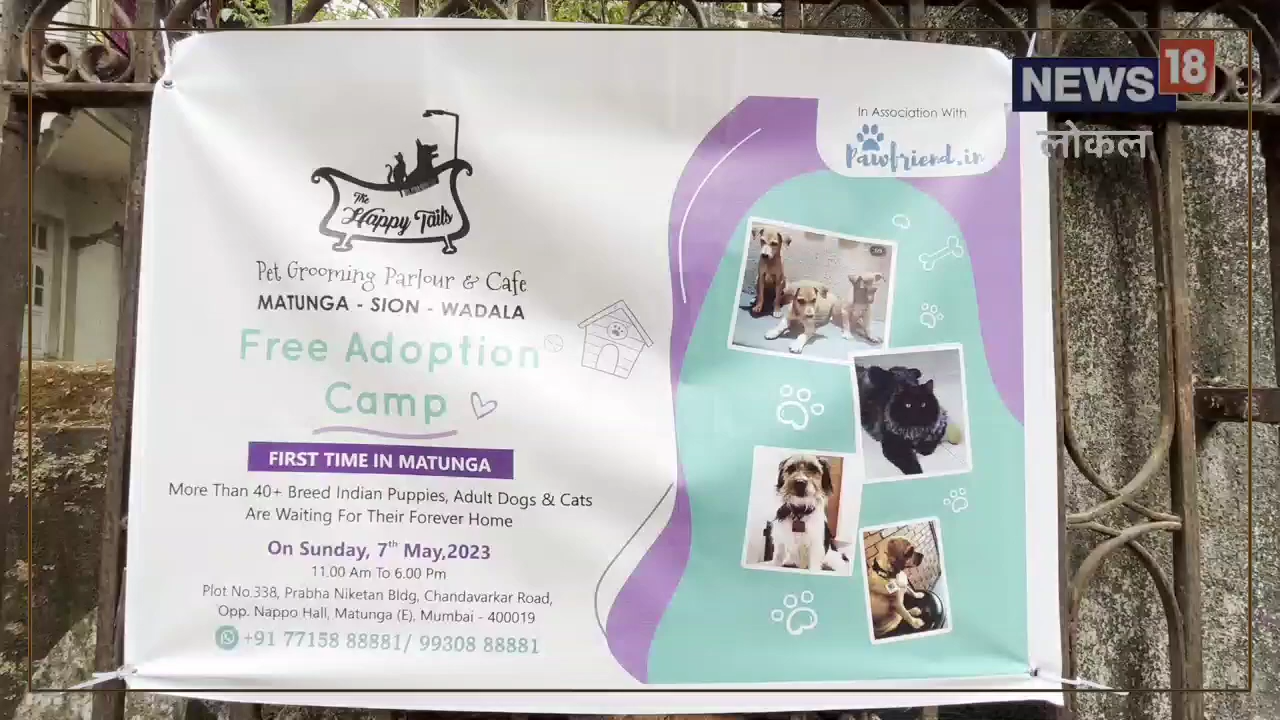 The
Happy Tails
Pet Grooming Parlour & Cafe
MATUNGA - SION - WADALA
Free Adoption
Camp
FIRST TIME IN MATUNGA
More Than 40+ Breed Indian Puppies, Adult Dogs & Cats
Are Waiting For Their Forever Home
On Sunday, 7th May,2023
11.00 Am To 6.00 Pm
Plot No.338, Prabha Niketan Bldg, Chandavarkar Road,
Opp. Nappo Hall, Matunga (E), Mumbai - 400019
+91 77158 88881/ 99308 88881
In Association With
Pawfriend.in
NEWS 18
लोकल